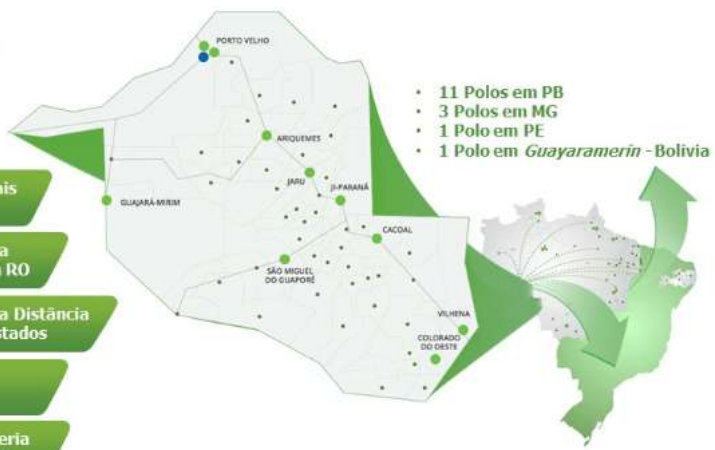 PORTO VELHO
• 11 Polos em PB
• 3 Polos em MG
• 1 Polo em PE
• 1 Polo em Guayaramerín - Bolivia
ARIQUEMES
JARU
JI-PARANÁ
GUAJARÁ-MIRIM
CACOAL
SÃO MIGUEL
DO GUAPORÉ
VILHENA
COLORADO
DO OESTE
ais
a
RO
a Distância
stados
eria